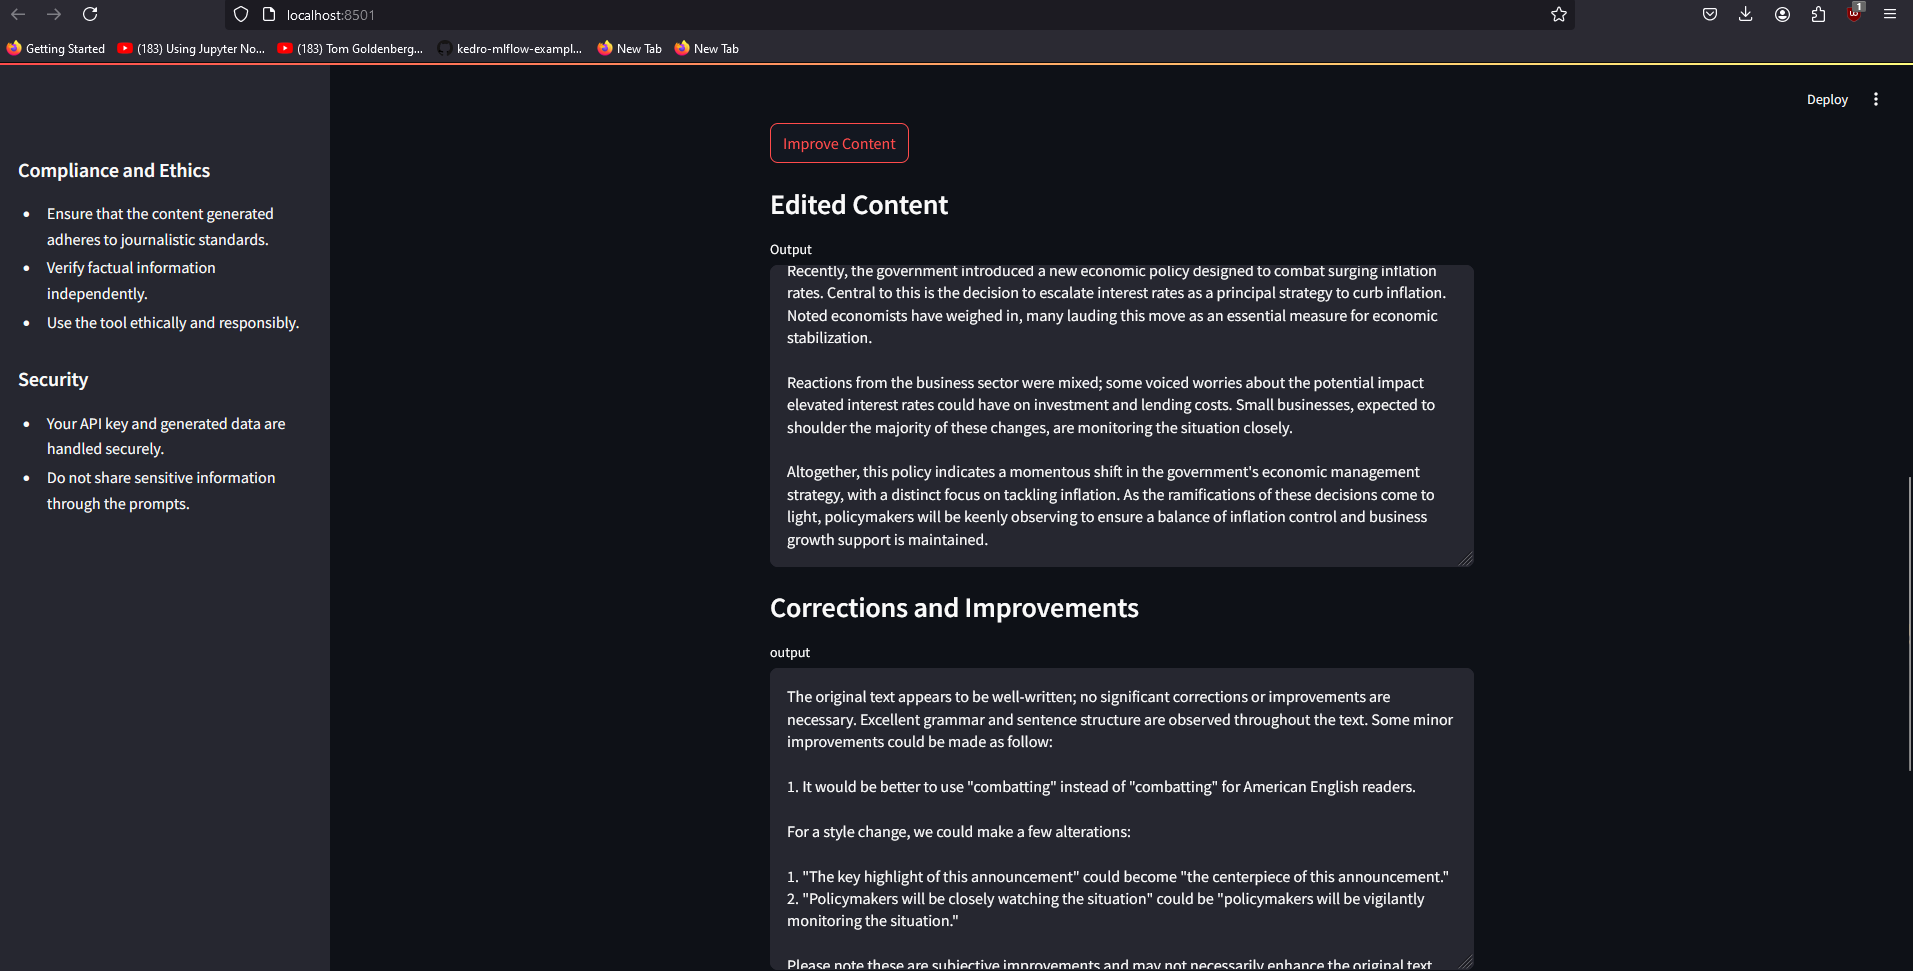 localhost:8501
1
Getting Started
(183) Using Jupyter No...
(183) Tom Goldenberg...
kedro-mlflow-exampl...
New Tab
New Tab
Deploy
Compliance and Ethics
Ensure that the content generated
adheres to journalistic standards.
Verify factual information
independently.
Use the tool ethically and responsibly.
Security
Your API key and generated data are
handled securely.
Do not share sensitive information
through the prompts.
Improve Content
Edited Content
Output
Recently, the government introduced a new economic policy designed to combat surging inflation
rates. Central to this is the decision to escalate interest rates as a principal strategy to curb inflation.
Noted economists have weighed in, many lauding this move as an essential measure for economic
stabilization.
Reactions from the business sector were mixed; some voiced worries about the potential impact
elevated interest rates could have on investment and lending costs. Small businesses, expected to
shoulder the majority of these changes, are monitoring the situation closely.
Altogether, this policy indicates a momentous shift in the government's economic management
strategy, with a distinct focus on tackling inflation. As the ramifications of these decisions come to
light, policymakers will be keenly observing to ensure a balance of inflation control and business
growth support is maintained.
Corrections and Improvements
output
The original text appears to be well-written; no significant corrections or improvements are
necessary. Excellent grammar and sentence structure are observed throughout the text. Some minor
improvements could be made as follow:
1. It would be better to use "combatting" instead of "combatting" for American English readers.
For a style change, we could make a few alterations:
1. "The key highlight of this announcement" could become "the centerpiece of this announcement."
2. "Policymakers will be closely watching the situation" could be "policymakers will be vigilantly
monitoring the situation."
Please note these are subjective improvements and may not necessarily enhance the original text